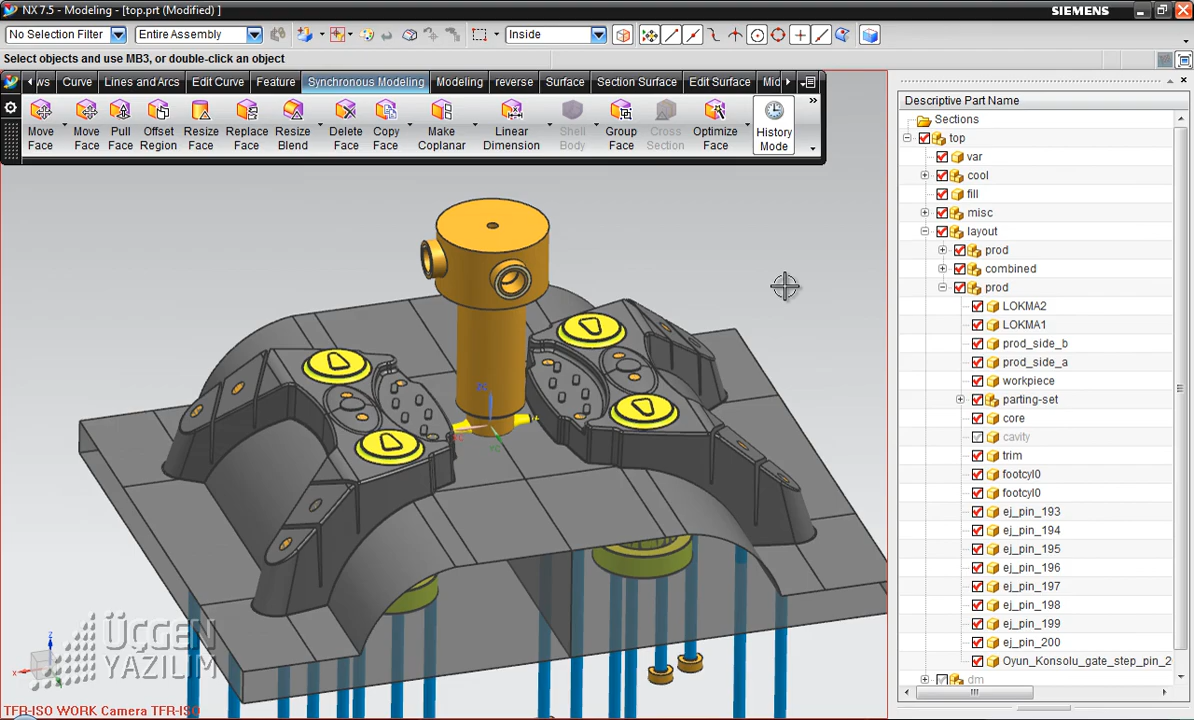 NX 7.5 - Modeling - [top.prt (Modified) ]
SIEMENS
No Selection Filter
Entire Assembly
Inside
Select objects and use MB3, or double-click an object
ws
Curve
Lines and Arcs
Edit Curve
Feature
Synchronous Modeling
Modeling
reverse
Surface
Section Surface
Edit Surface
Mid
Move Face
Move Face
Pull Face
Offset Region
Resize Face
Replace Face
Resize Blend
Delete Face
Copy Face
Make Coplanar
Linear Dimension
Shell Body
Group Face
Cross Section
Optimize Face
History Mode
Descriptive Part Name
Sections
top
var
cool
fill
misc
layout
prod
combined
prod
LOKMA2
LOKMA1
prod_side_b
prod_side_a
workpiece
parting-set
core
cavity
trim
footcyl0
footcyl0
ej_pin_193
ej_pin_194
ej_pin_195
ej_pin_196
ej_pin_197
ej_pin_198
ej_pin_199
ej_pin_200
Oyun_Konsolu_gate_step_pin_2
dm
ÜÇGEN
YAZILIM
TFR-ISO WORK Camera TFR-ISO